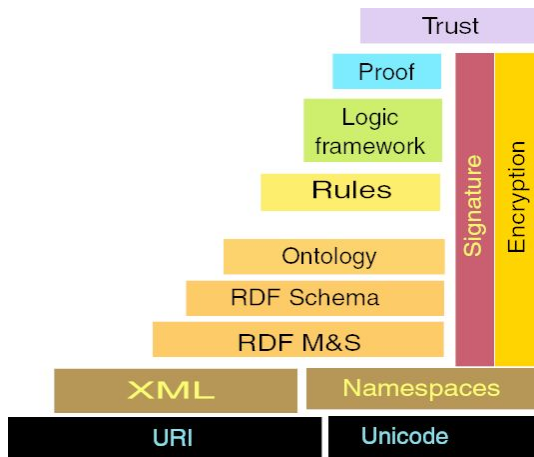 Trust
Proof
Logic
framework
Rules
Ontology
RDF Schema
RDF M&S
Signature
Encryption
XML
Namespaces
URI
Unicode